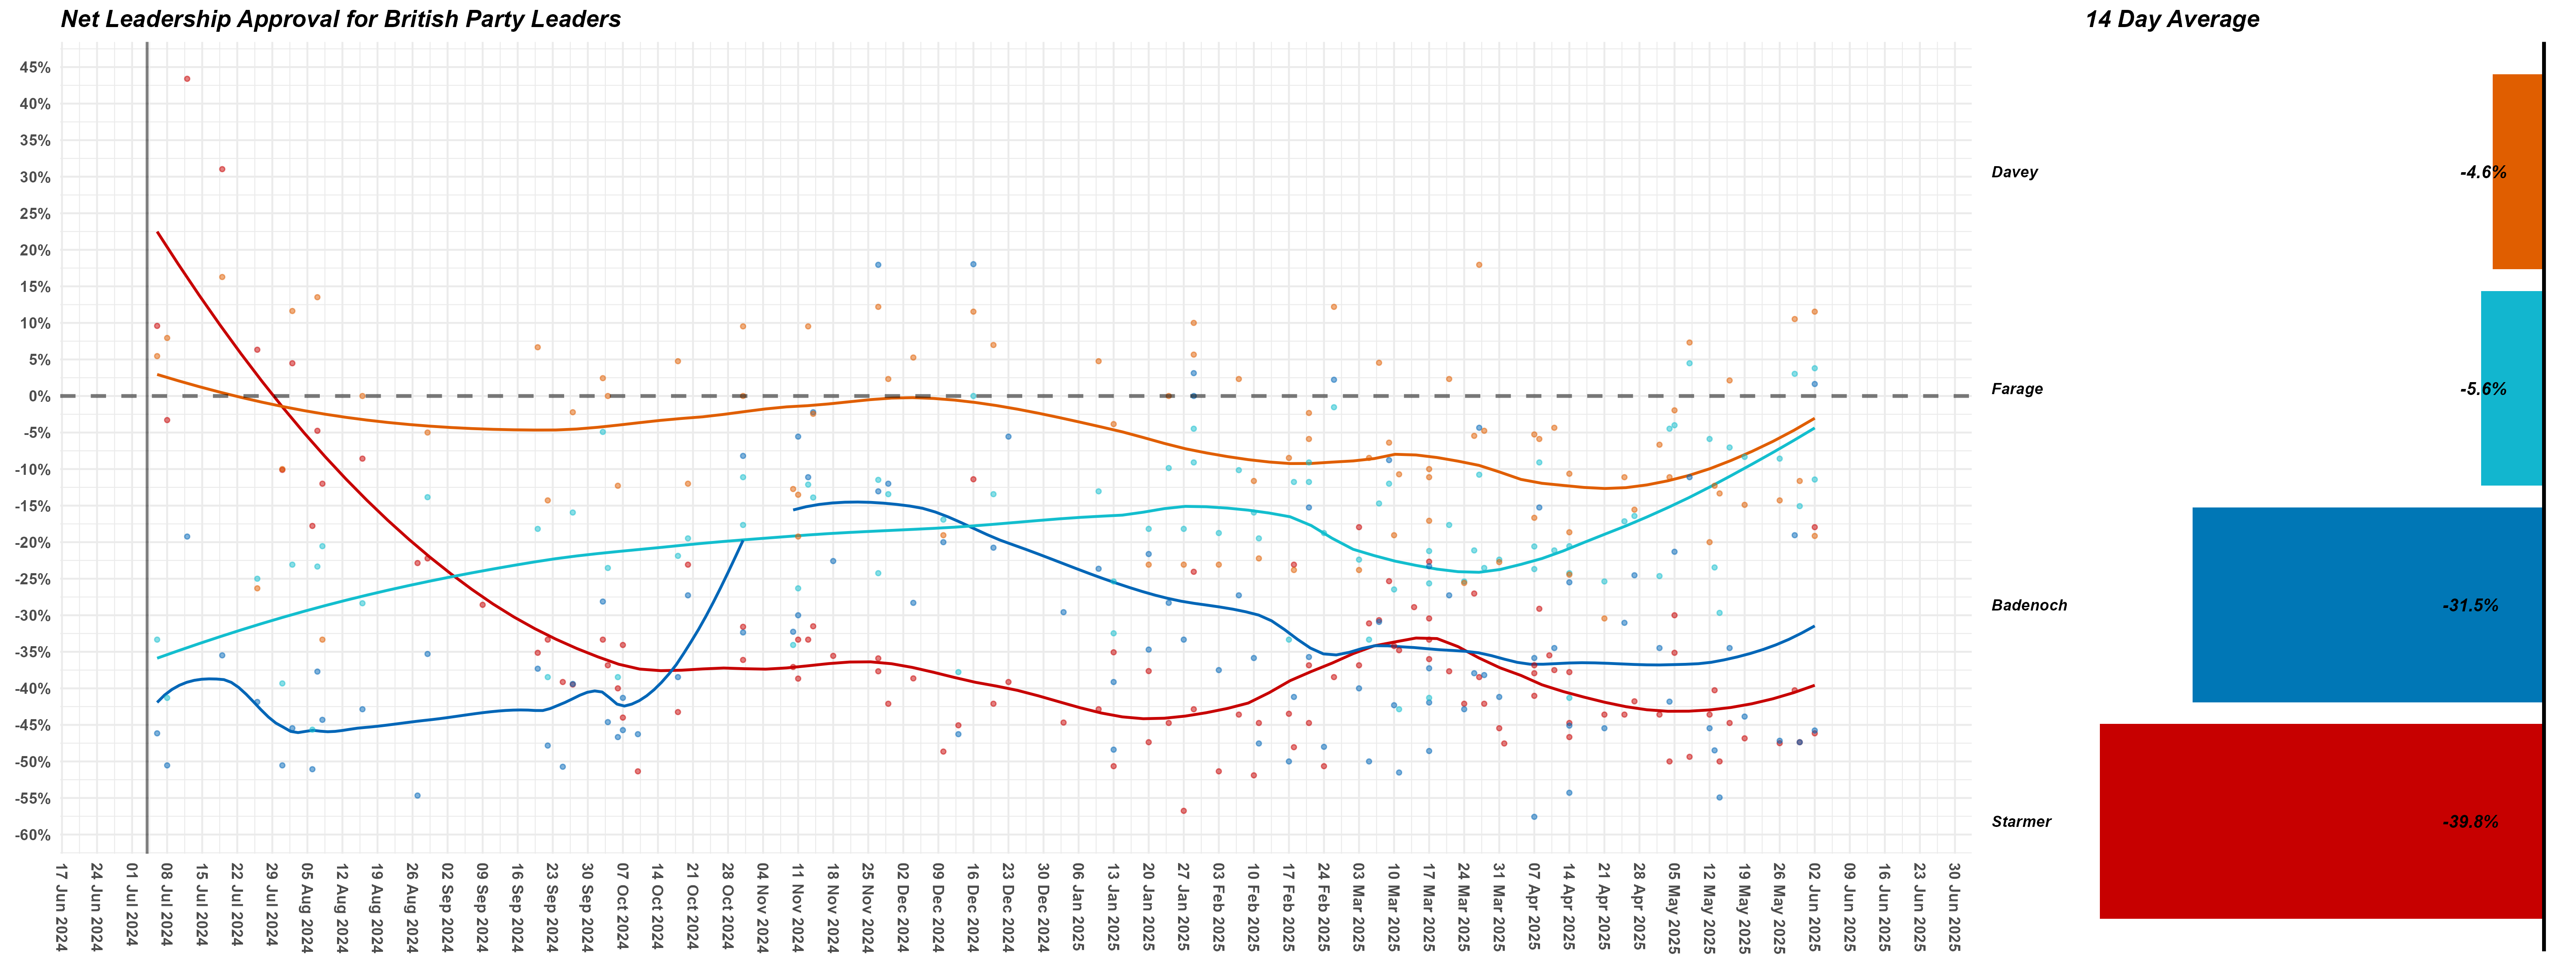 Net Leadership Approval for British Party Leaders
14 Day Average
45%
40%
35%
30%
25%
20%
15%
10%
5%
0%
-5%
-10%
-15%
-20%
-25%
-30%
-35%
-40%
-45%
-50%
-55%
-60%
17 Jun 2024
24 Jun 2024
01 Jul 2024
08 Jul 2024
15 Jul 2024
22 Jul 2024
29 Jul 2024
05 Aug 2024
12 Aug 2024
19 Aug 2024
26 Aug 2024
02 Sep 2024
09 Sep 2024
16 Sep 2024
23 Sep 2024
30 Sep 2024
07 Oct 2024
14 Oct 2024
21 Oct 2024
28 Oct 2024
04 Nov 2024
11 Nov 2024
18 Nov 2024
25 Nov 2024
02 Dec 2024
09 Dec 2024
16 Dec 2024
23 Dec 2024
30 Dec 2024
06 Jan 2025
13 Jan 2025
20 Jan 2025
27 Jan 2025
03 Feb 2025
10 Feb 2025
17 Feb 2025
24 Feb 2025
03 Mar 2025
10 Mar 2025
17 Mar 2025
24 Mar 2025
31 Mar 2025
07 Apr 2025
14 Apr 2025
21 Apr 2025
28 Apr 2025
05 May 2025
12 May 2025
19 May 2025
26 May 2025
02 Jun 2025
09 Jun 2025
16 Jun 2025
23 Jun 2025
30 Jun 2025
Davey -4.6%
Farage -5.6%
Badenoch -31.5%
Starmer -39.8%